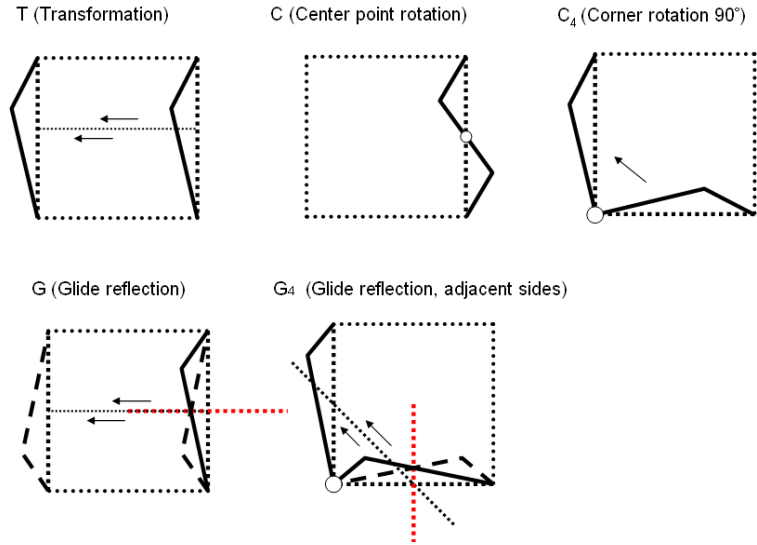 T (Transformation)
C (Center point rotation)
C4 (Corner rotation 90°)
G (Glide reflection)
G4 (Glide reflection, adjacent sides)